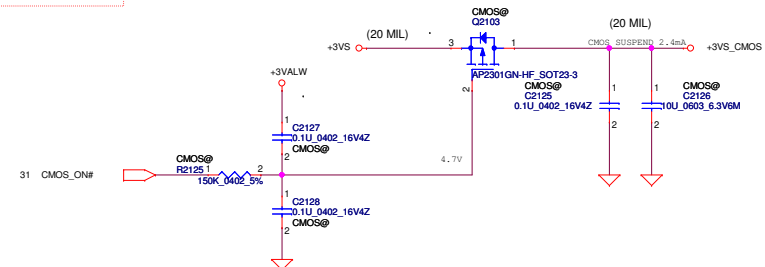 CMOS@
Q2103
(20 MIL)
(20 MIL)
+3VS
3
1
CMOS SUSPEND 2.4mA
+3VS_CMOS
AP2301GN-HF_SOT23-3
2
+3VALW
CMOS@
C2125
0.1U_0402_16V4Z
1
2
CMOS@
C2126
10U_0603_6.3V6M
1
2
1
C2127
0.1U_0402_16V4Z
CMOS@
2
4.7V
31 CMOS_ON#
CMOS@
R2125
1
2
150K_0402_5%
1
C2128
0.1U_0402_16V4Z
CMOS@
2